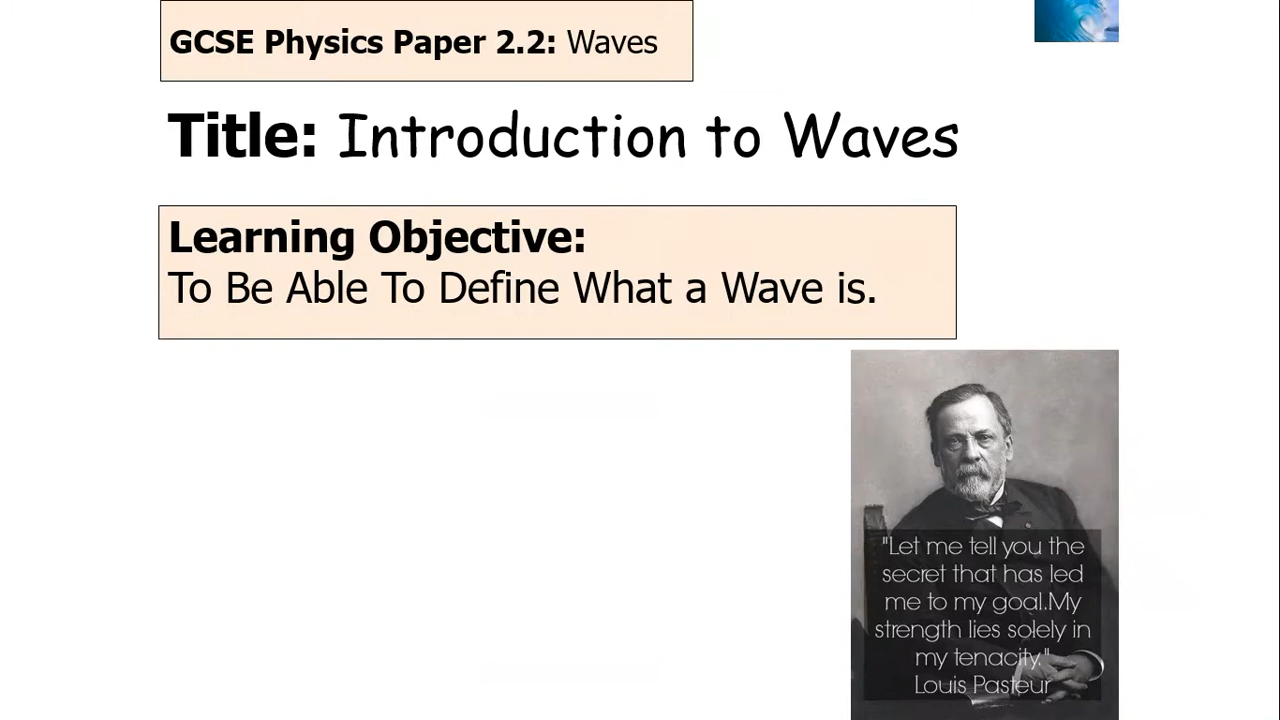 GCSE Physics Paper 2.2: Waves
Title: Introduction to Waves
Learning Objective:
To Be Able To Define What a Wave is.
"Let me tell you the
secret that has led
me to my goal.My
strength lies solely in
my tenacity."
Louis Pasteur